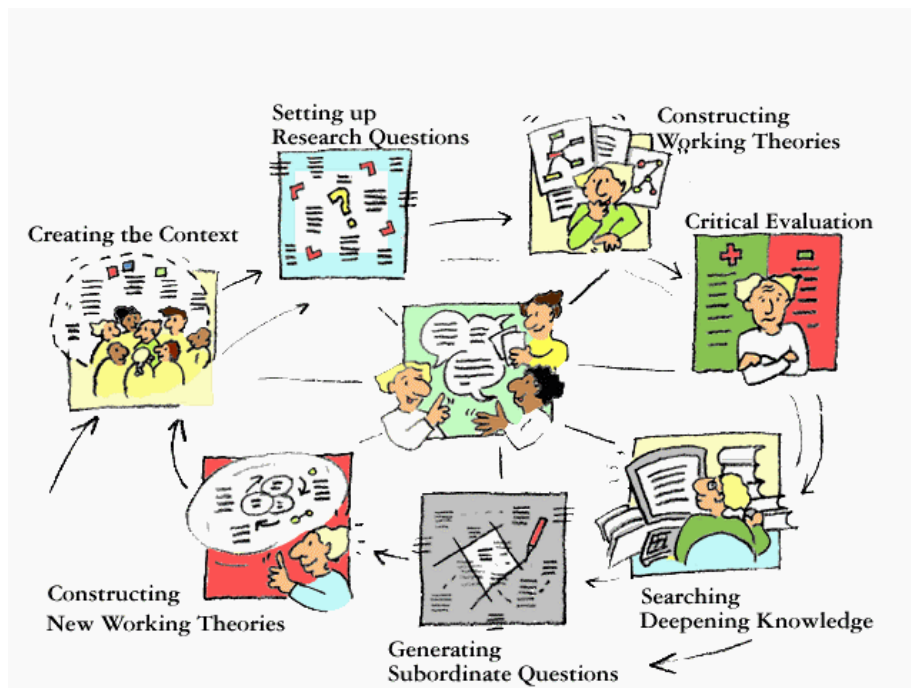 Setting up
Research Questions
Constructing
Working Theories
Creating the Context
Critical Evaluation
Constructing
New Working Theories
Searching
Deepening Knowledge
Generating
Subordinate Questions